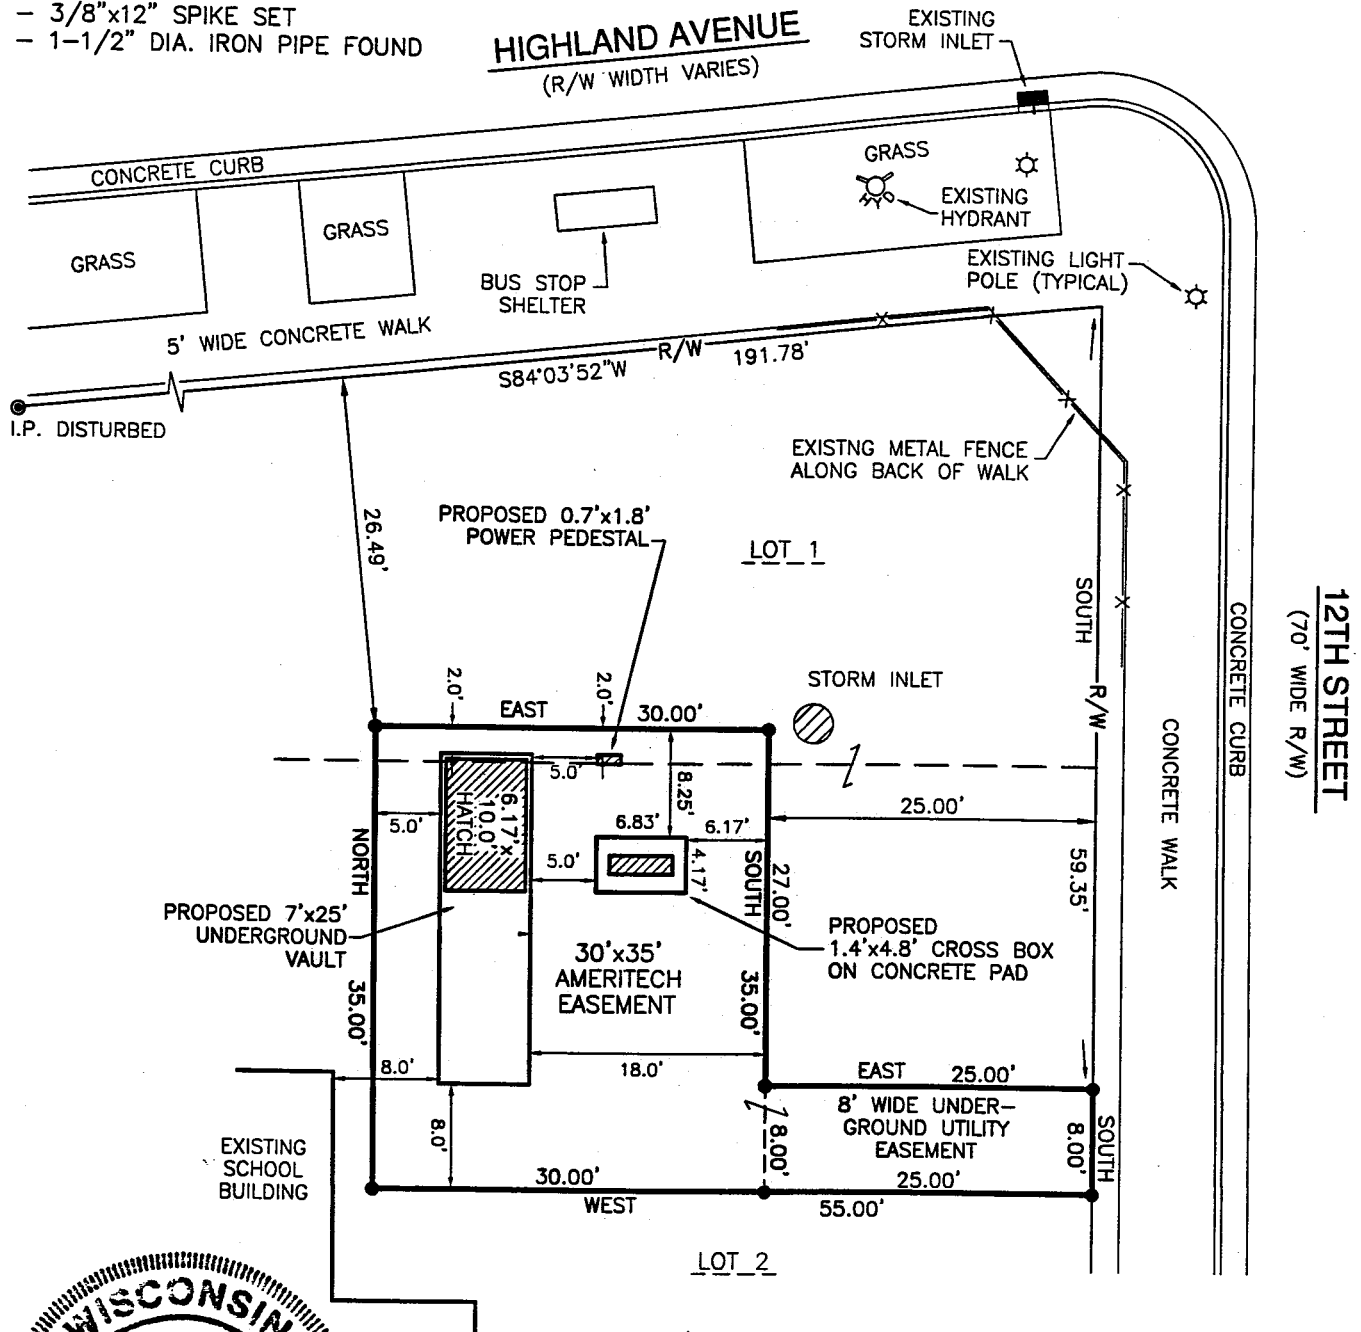 – 3/8"x12" SPIKE SET
– 1–1/2" DIA. IRON PIPE FOUND
HIGHLAND AVENUE
(R/W WIDTH VARIES)
EXISTING
STORM INLET
CONCRETE CURB
GRASS
GRASS
GRASS
HYD
EXISTING
HYDRANT
BUS STOP
SHELTER
EXISTING LIGHT
POLE (TYPICAL)
5' WIDE CONCRETE WALK
R/W
S84°03'52"W
191.78'
I.P. DISTURBED
EXISTNG METAL FENCE
ALONG BACK OF WALK
26.49'
PROPOSED 0.7'x1.8'
POWER PEDESTAL
LOT 1
SOUTH
R/W
59.35'
12TH STREET
(70' WIDE R/W)
CONCRETE CURB
CONCRETE WALK
STORM INLET
2.0'
EAST
2.0'
30.00'
5.0'
8.25'
25.00'
5.0'
6.17'x
10.0'
HATCH
6.83'
6.17'
5.0'
4.17'
NORTH
35.00'
SOUTH
35.00'
27.00'
PROPOSED 7'x25'
UNDERGROUND
VAULT
PROPOSED
1.4'x4.8' CROSS BOX
ON CONCRETE PAD
30'x35'
AMERITECH
EASEMENT
8.0'
18.0'
EAST
25.00'
8' WIDE UNDER–
GROUND UTILITY
EASEMENT
8.0'
8.00'
SOUTH
8.00'
EXISTING
SCHOOL
BUILDING
30.00'
WEST
25.00'
55.00'
LOT 2
WISCONSIN